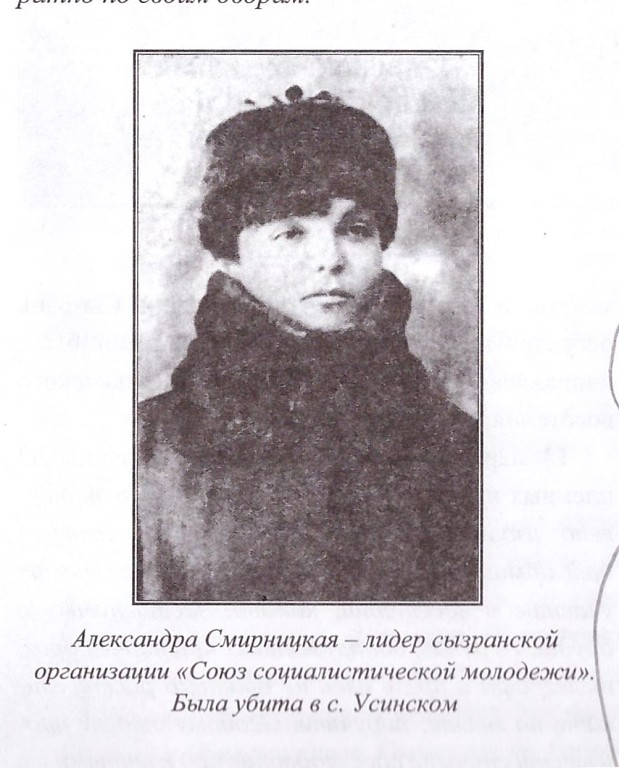 ратно по своим дворам.
Александра Смирницкая – лидер сызранской
организации «Союз социалистической молодежи».
Была убита в с. Усинском